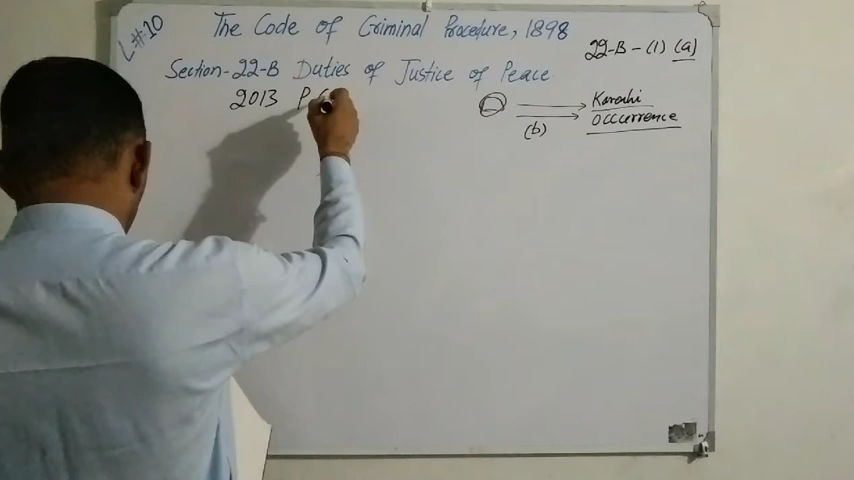 L#:10
The Code of Criminal Procedure, 1898
22-B-(1) (a)
Section-22-B Duties of Justice of Peace
2013 P
Karachi
Occurrence
(b)